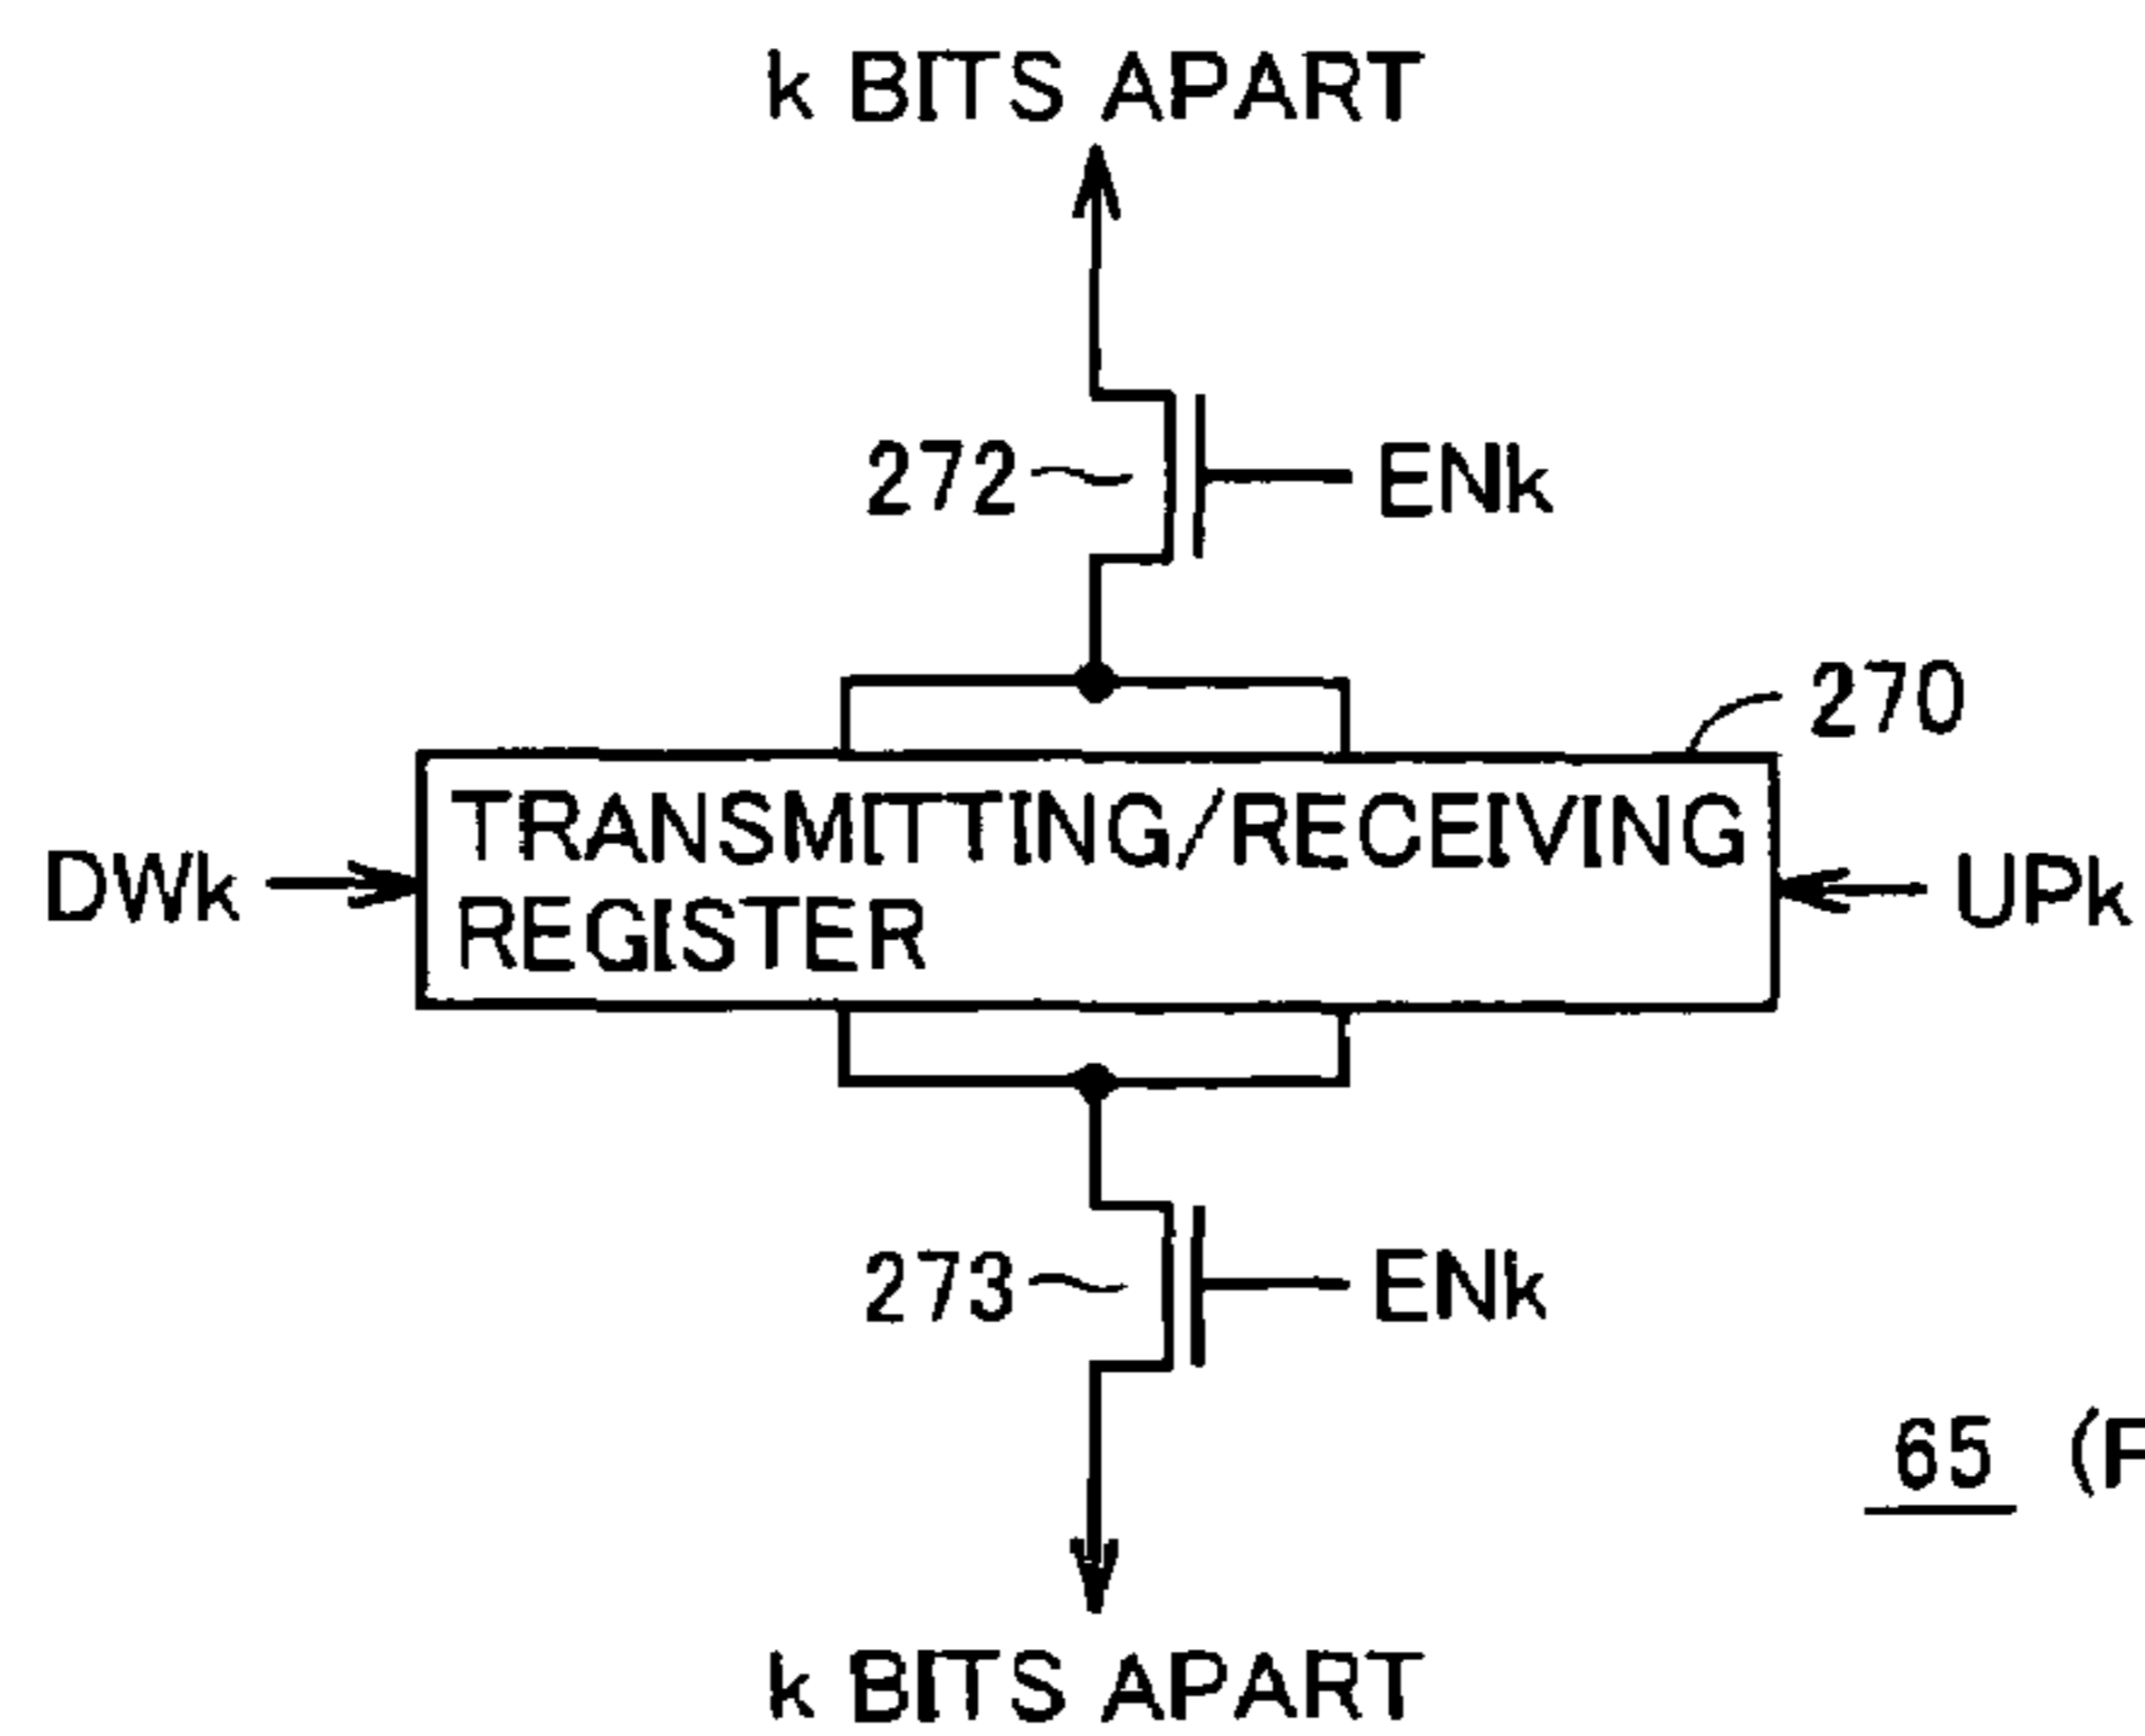 k BITS APART
272
ENk
270
TRANSMITTING/RECEIVING
REGISTER
DWk
UPk
273
ENk
65
k BITS APART